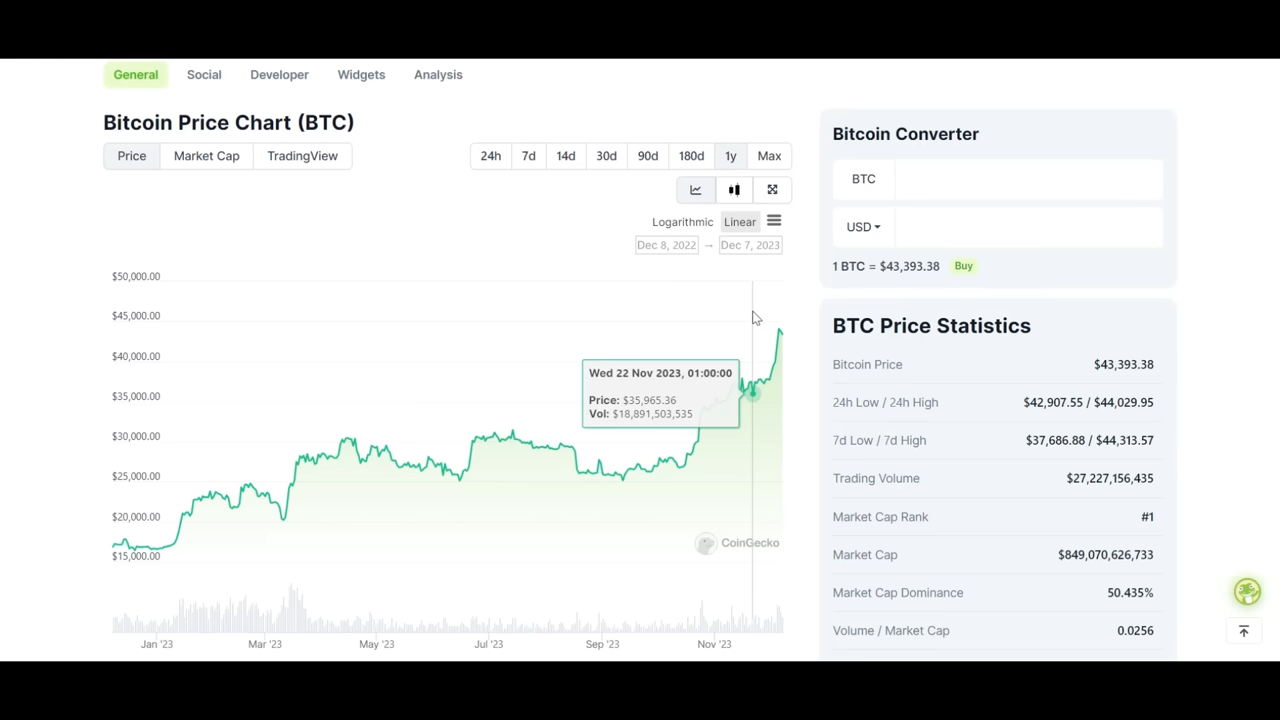 General Social Developer Widgets Analysis
Bitcoin Price Chart (BTC)
Price Market Cap TradingView
24h 7d 14d 30d 90d 180d 1y Max
Logarithmic Linear
Dec 8, 2022 → Dec 7, 2023
$50,000.00
$45,000.00
$40,000.00
$35,000.00
$30,000.00
$25,000.00
$20,000.00
$15,000.00
Wed 22 Nov 2023, 01:00:00
Price: $35,965.36
Vol: $18,891,503,535
CoinGecko
Jan '23 Mar '23 May '23 Jul '23 Sep '23 Nov '23
Bitcoin Converter
BTC
USD
1 BTC = $43,393.38 Buy
BTC Price Statistics
Bitcoin Price $43,393.38
24h Low / 24h High $42,907.55 / $44,029.95
7d Low / 7d High $37,686.88 / $44,313.57
Trading Volume $27,227,156,435
Market Cap Rank #1
Market Cap $849,070,626,733
Market Cap Dominance 50.435%
Volume / Market Cap 0.0256